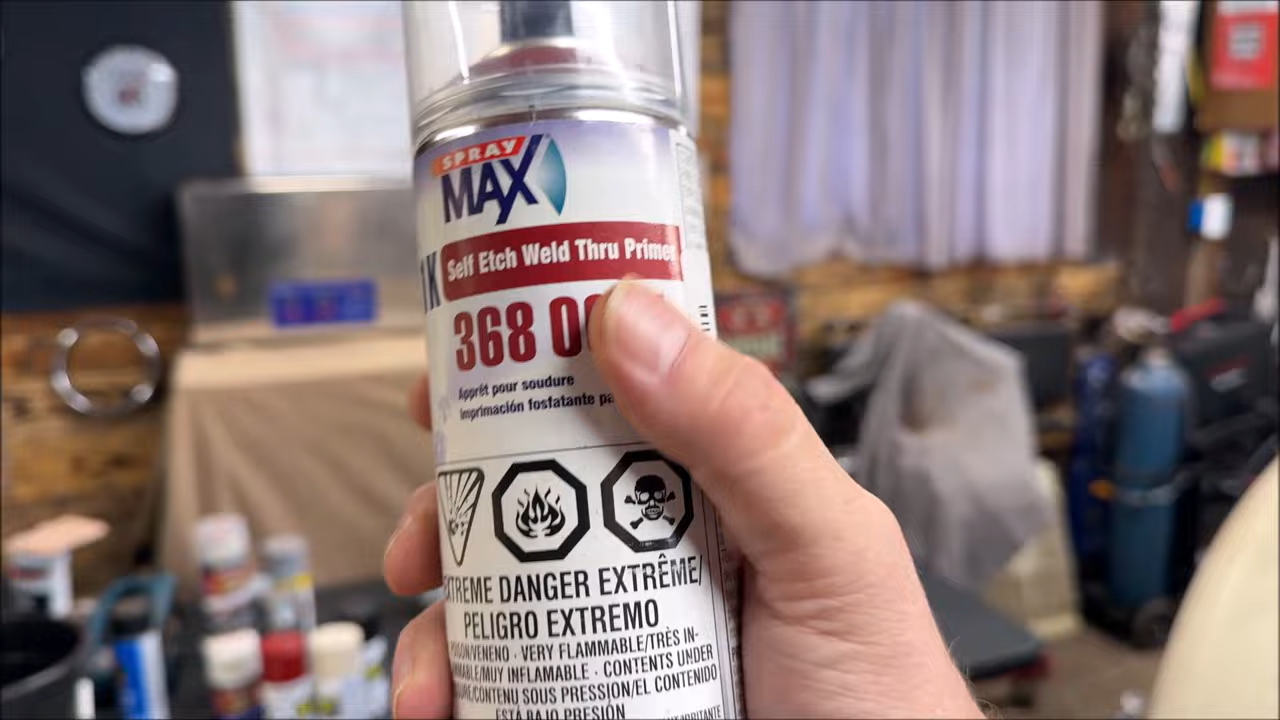 SPRAY
MAX
1K
Self Etch Weld Thru Primer
368 0
Apprêt pour soudure
Imprimación fosfatante pa
EXTREME DANGER EXTRÊME/
PELIGRO EXTREMO
POISON/VENENO · VERY FLAMMABLE/TRÈS IN-
MABLE/MUY INFLAMABLE · CONTENTS UNDER
URE/CONTENU SOUS PRESSION/EL CONTENIDO
ESTÁ BAJO PRESIÓN